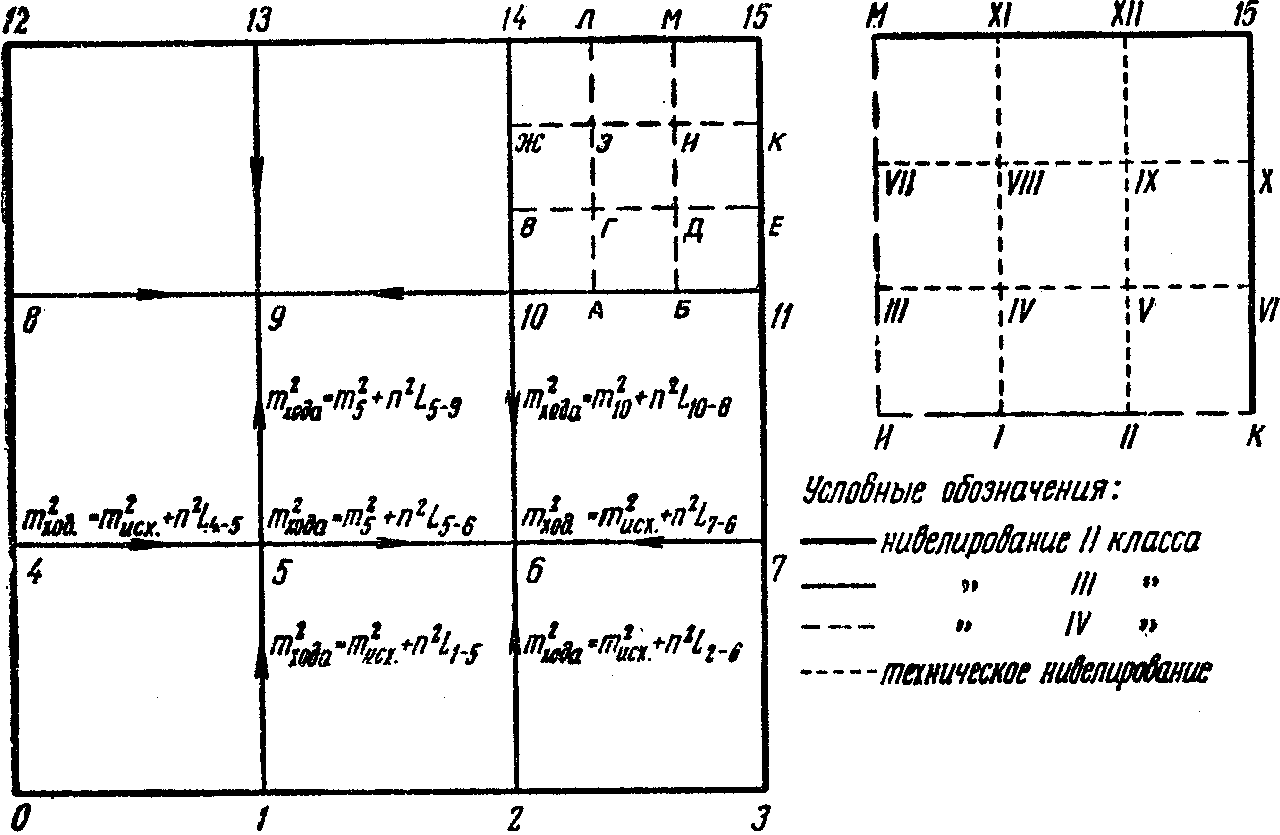 12 13 14 Л М 15
Ж З И К
В Г Д Е
8 9 10 А Б 11
m²хода=m²5+n²L5-9 m²хода=m²10+n²L10-8
m²ход.=m²исх.+n²L4-5 m²хода=m²5+n²L5-6 m²ход.=m²исх.+n²L7-6
4 5 6 7
m²хода=m²исх.+n²L1-5 m²хода=m²исх.+n²L2-6
0 1 2 3
М XI XII 15
VII VIII IX X
III IV V VI
И I II К
Условные обозначения:
нивелирование II класса
„ III „
„ IV „
техническое нивелирование